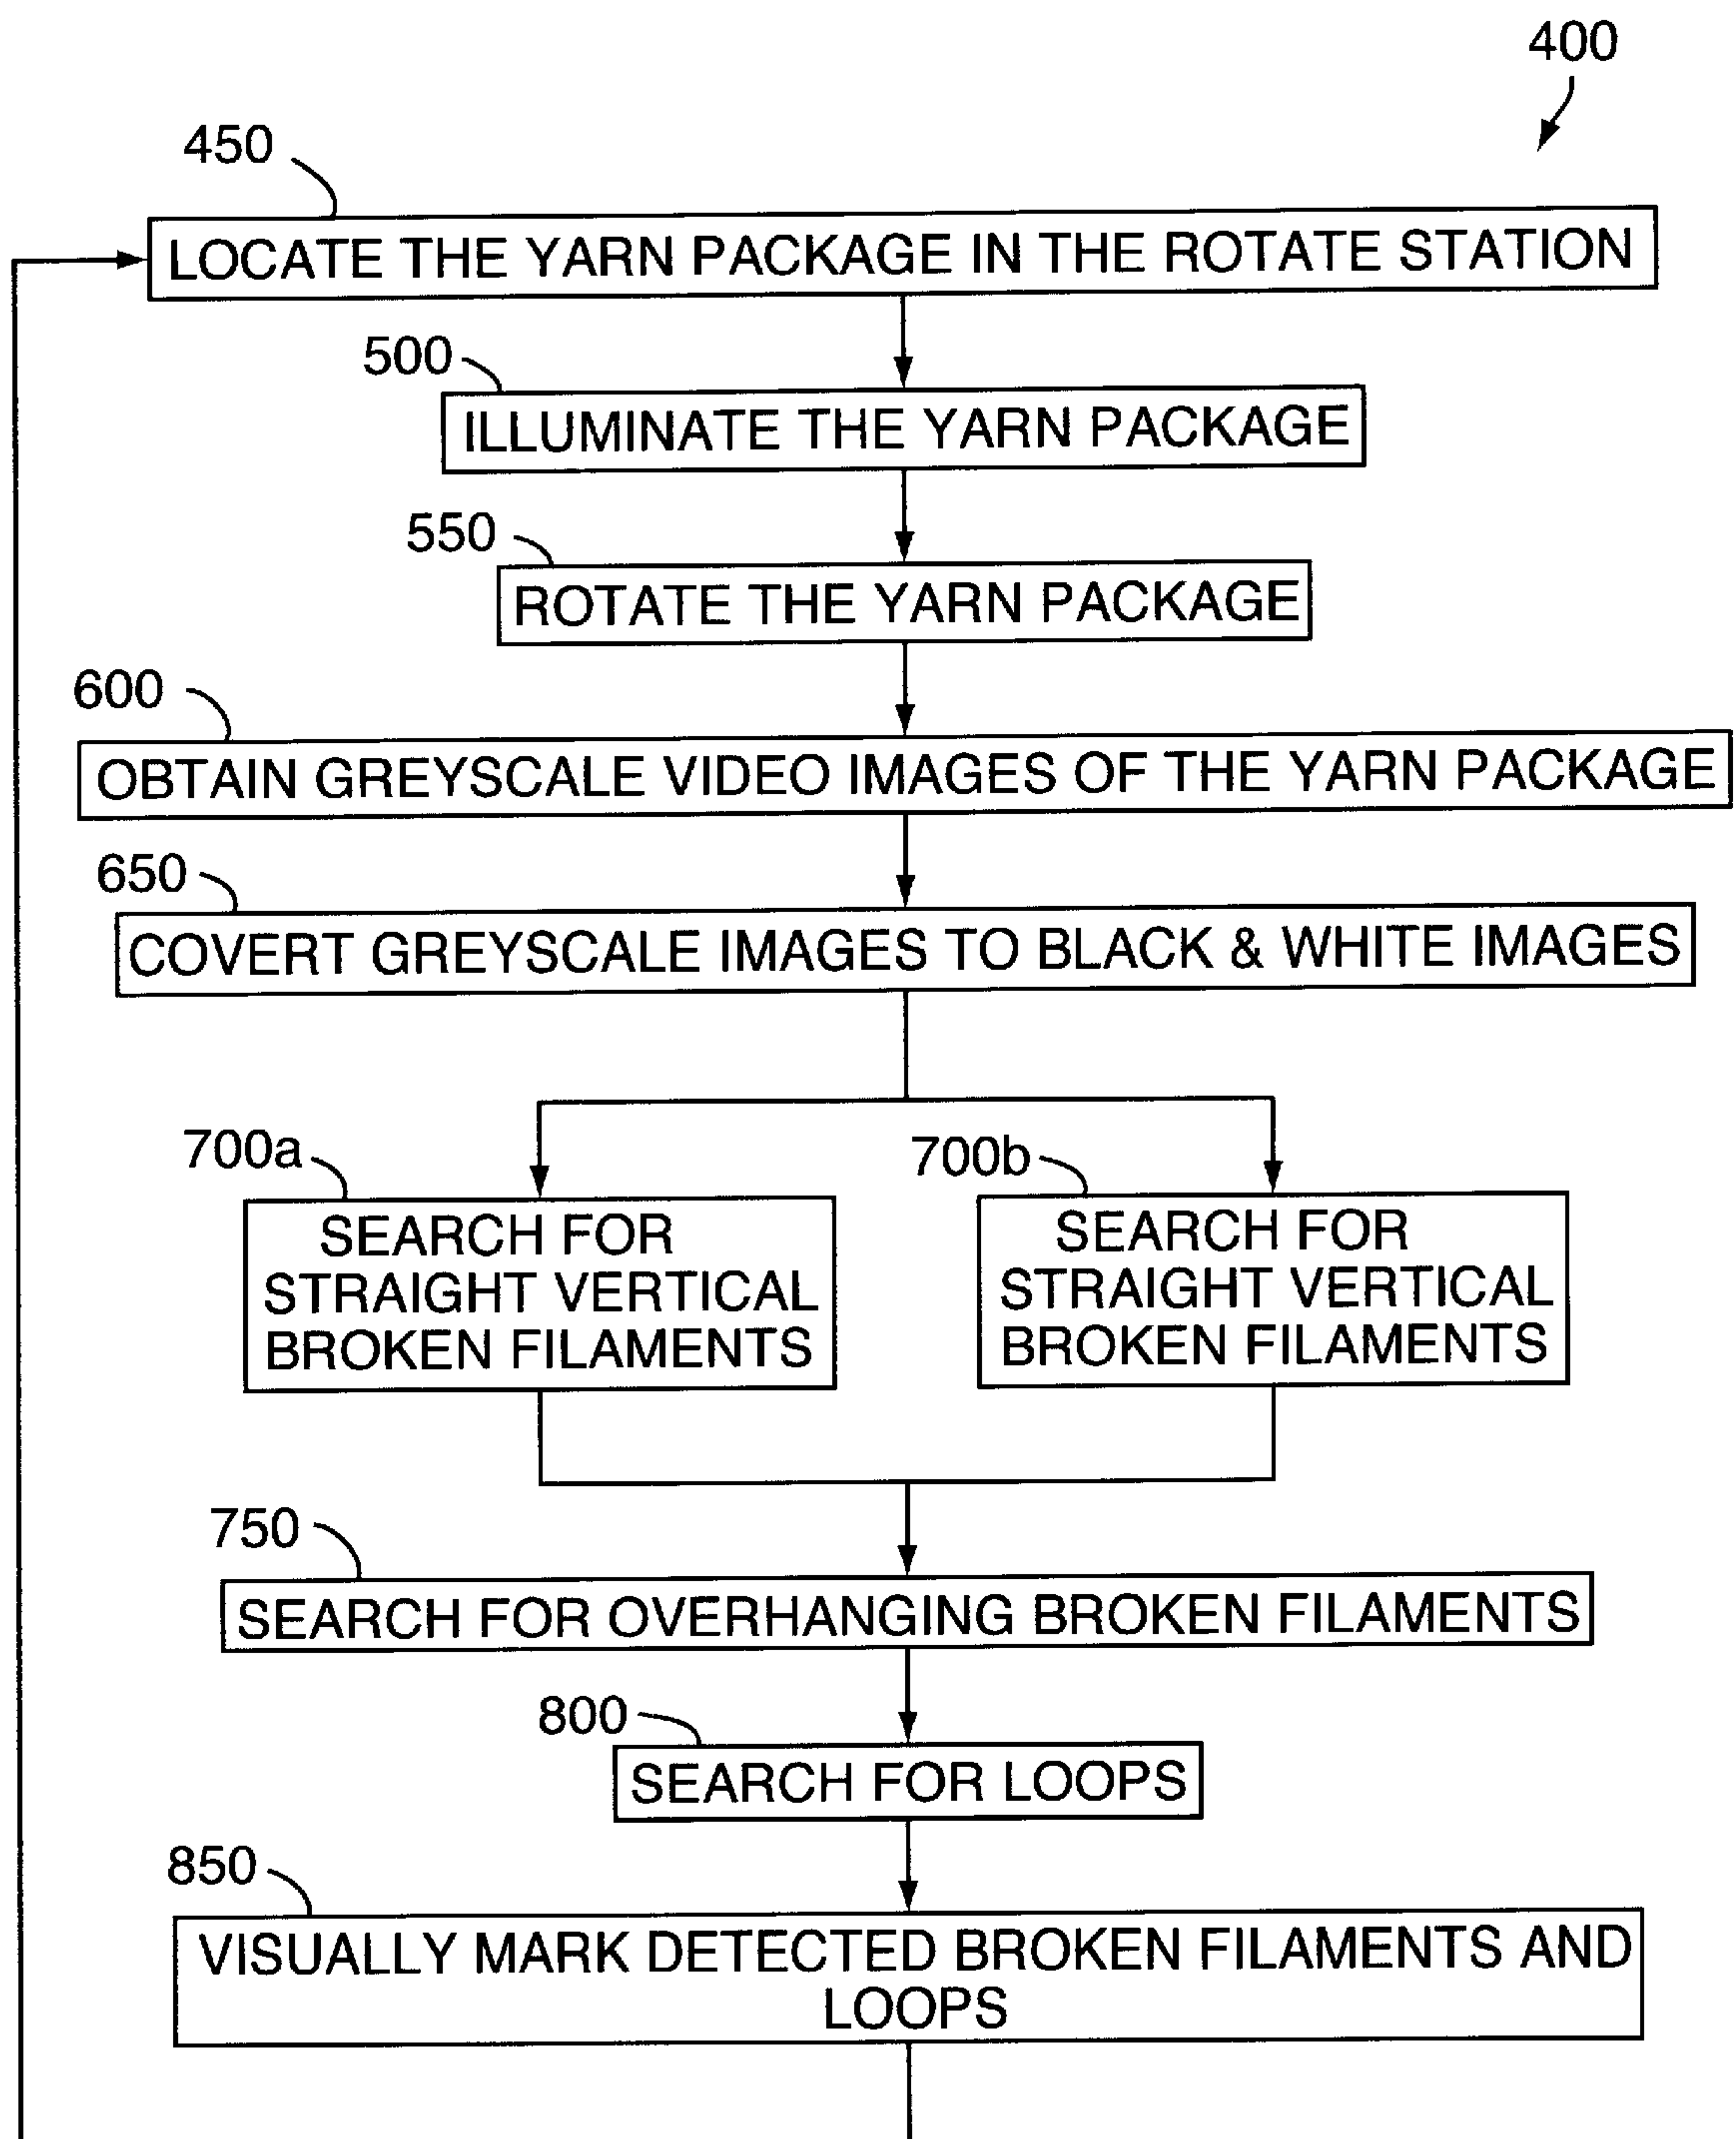 400
450
LOCATE THE YARN PACKAGE IN THE ROTATE STATION
500
ILLUMINATE THE YARN PACKAGE
550
ROTATE THE YARN PACKAGE
600
OBTAIN GREYSCALE VIDEO IMAGES OF THE YARN PACKAGE
650
COVERT GREYSCALE IMAGES TO BLACK & WHITE IMAGES
700a
SEARCH FOR
STRAIGHT VERTICAL
BROKEN FILAMENTS
700b
SEARCH FOR
STRAIGHT VERTICAL
BROKEN FILAMENTS
750
SEARCH FOR OVERHANGING BROKEN FILAMENTS
800
SEARCH FOR LOOPS
850
VISUALLY MARK DETECTED BROKEN FILAMENTS AND
LOOPS